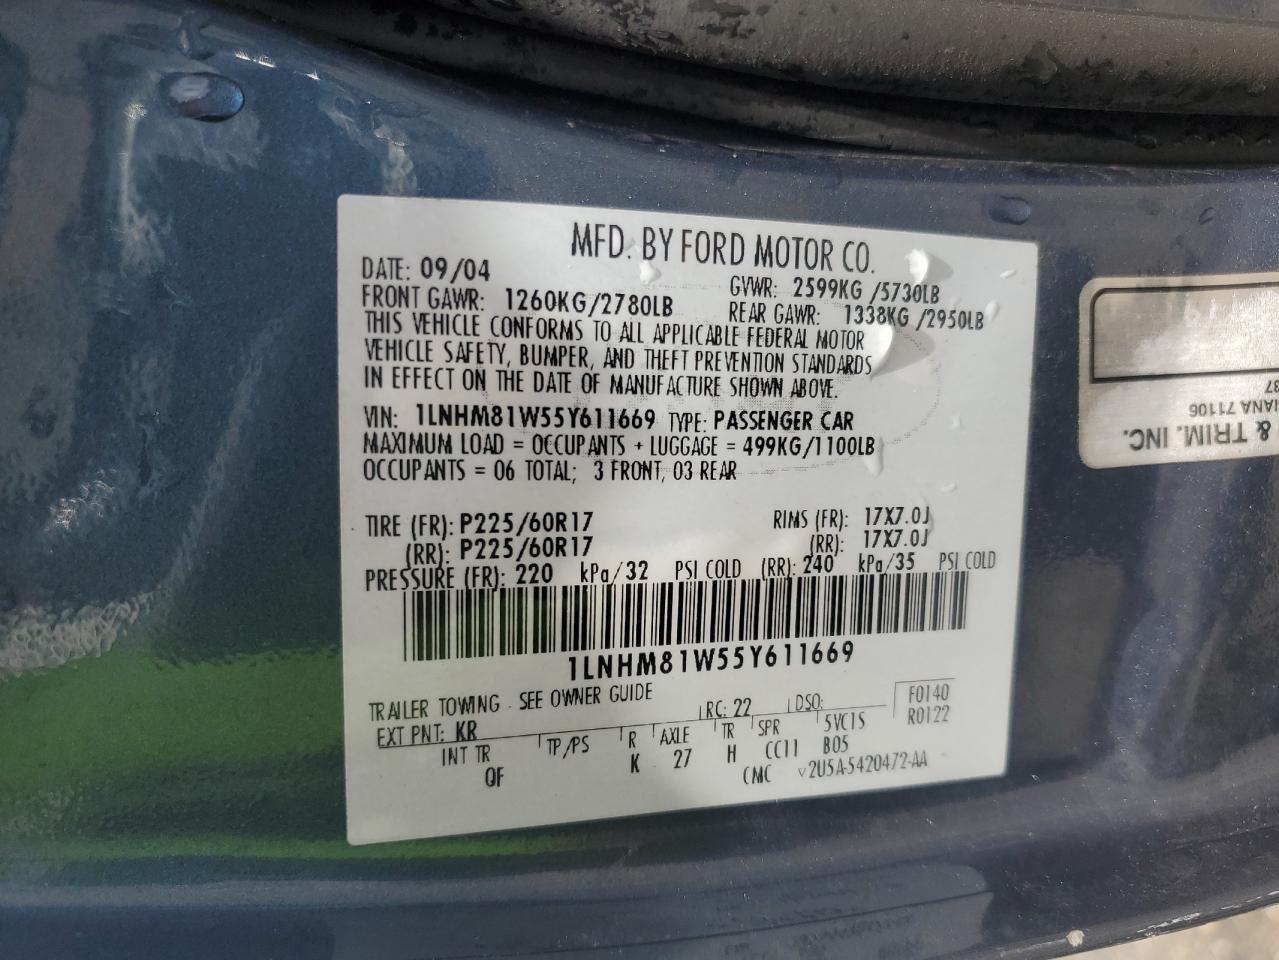 MFD. BY FORD MOTOR CO.
DATE: 09/04 GVWR: 2599KG /5730LB
FRONT GAWR: 1260KG/2780LB REAR GAWR: 1338KG /2950LB
THIS VEHICLE CONFORMS TO ALL APPLICABLE FEDERAL MOTOR
VEHICLE SAFETY, BUMPER, AND THEFT PREVENTION STANDARDS
IN EFFECT ON THE DATE OF MANUFACTURE SHOWN ABOVE.
VIN: 1LNHM81W55Y611669 TYPE: PASSENGER CAR
MAXIMUM LOAD = OCCUPANTS + LUGGAGE = 499KG/1100LB
OCCUPANTS = 06 TOTAL; 3 FRONT, 03 REAR
TIRE (FR): P225/60R17 RIMS (FR): 17X7.0J
(RR): P225/60R17 (RR): 17X7.0J
PRESSURE (FR): 220 kPa/32 PSI COLD (RR): 240 kPa/35 PSI COLD
1LNHM81W55Y611669
TRAILER TOWING - SEE OWNER GUIDE
EXT PNT: KR RC: 22 DSO: F0140
R0122
INT TR TP/PS R AXLE TR SPR 5VC1S
QF K 27 H CC11 B05
CMC V2U5A-5420472-AA
& TRIM, INC.
IANA 71106
37